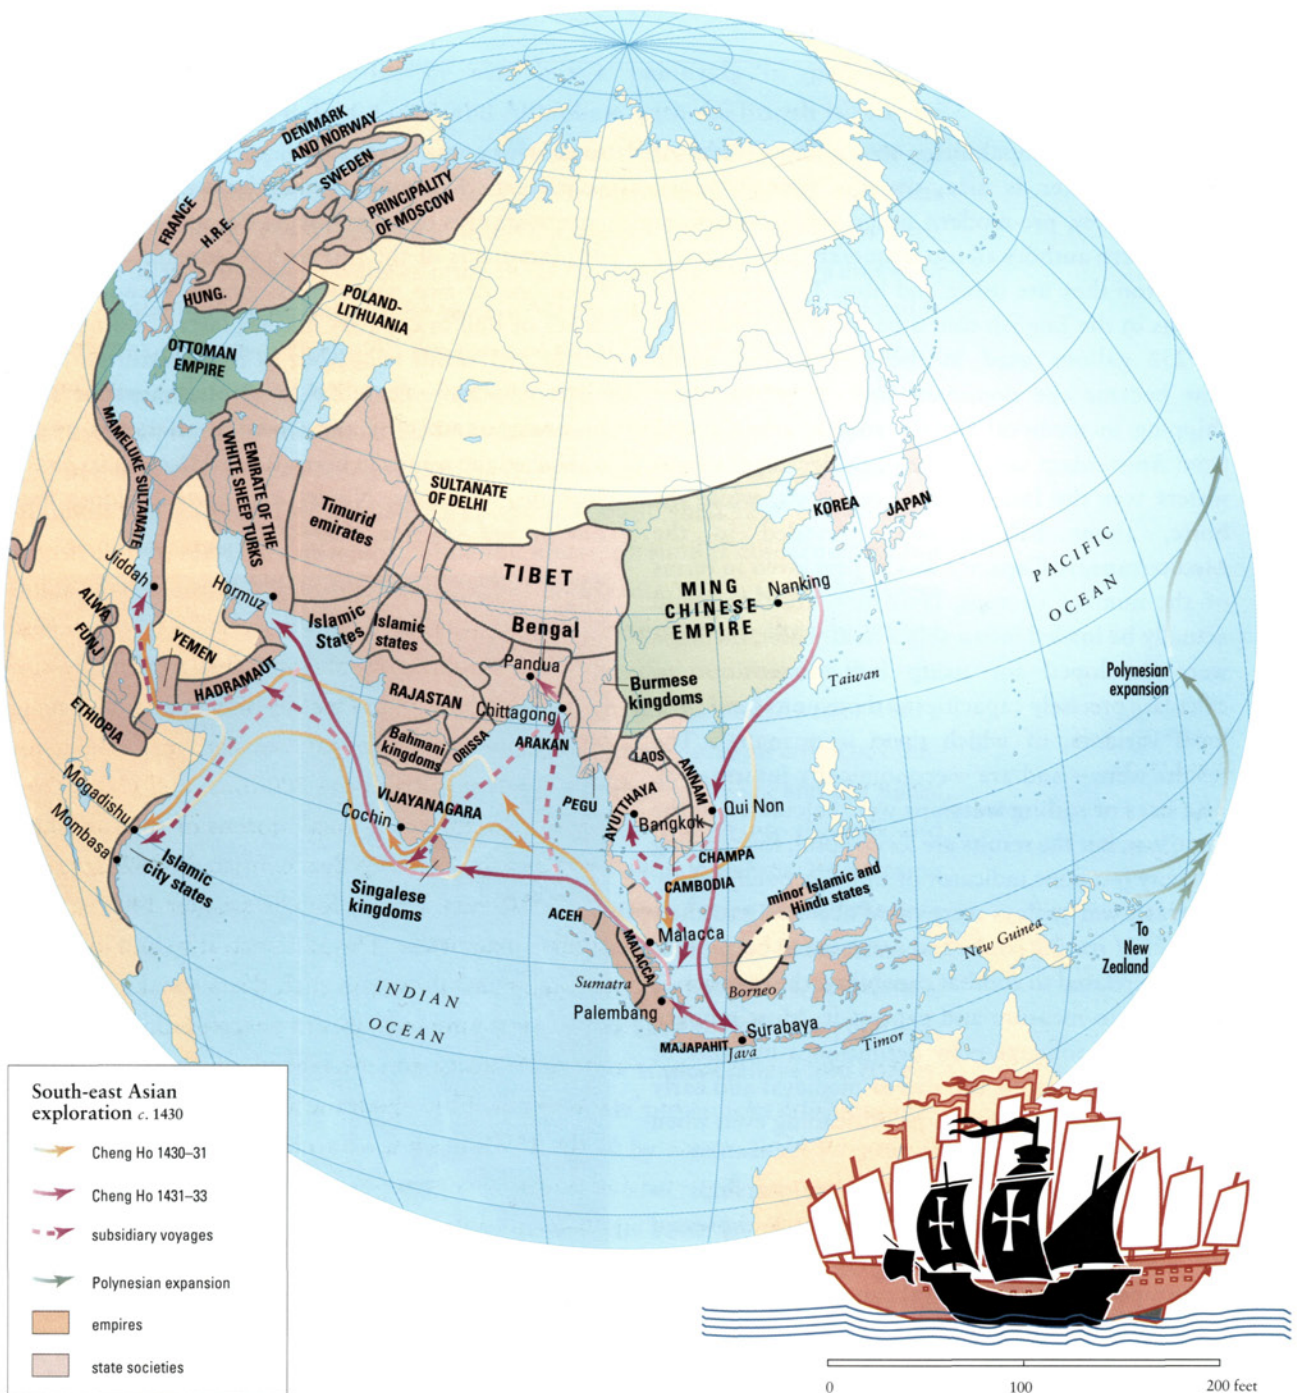 DENMARK
AND NORWAY
SWEDEN
PRINCIPALITY
OF MOSCOW
FRANCE
H.R.E.
HUNG.
POLAND-
LITHUANIA
OTTOMAN
EMPIRE
MAMELUKE SULTANATE
EMIRATE OF THE
WHITE SHEEP TURKS
Timurid
emirates
SULTANATE
OF DELHI
TIBET
MING
CHINESE
EMPIRE
Nanking
KOREA
JAPAN
PACIFIC
OCEAN
Jiddah
Hormuz
ALWA
FUNJ
YEMEN
HADRAMAUT
ETHIOPIA
Islamic
States
Islamic
states
Bengal
Pandua
Chittagong
Burmese
kingdoms
Taiwan
Polynesian
expansion
RAJASTAN
Bahmani
kingdoms
ORISSA
ARAKAN
LAOS
ANNAM
PEGU
AYUTTHAYA
Bangkok
Qui Non
CHAMPA
CAMBODIA
Mogadishu
Mombasa
Islamic
city states
Cochin
VIJAYANAGARA
Singalese
kingdoms
ACEH
MALACCA
Malacca
minor Islamic and
Hindu states
New Guinea
To
New
Zealand
Sumatra
Palembang
Borneo
Surabaya
MAJAPAHIT
Java
Timor
INDIAN
OCEAN
South-east Asian
exploration c. 1430
Cheng Ho 1430–31
Cheng Ho 1431–33
subsidiary voyages
Polynesian expansion
empires
state societies
0 100 200 feet